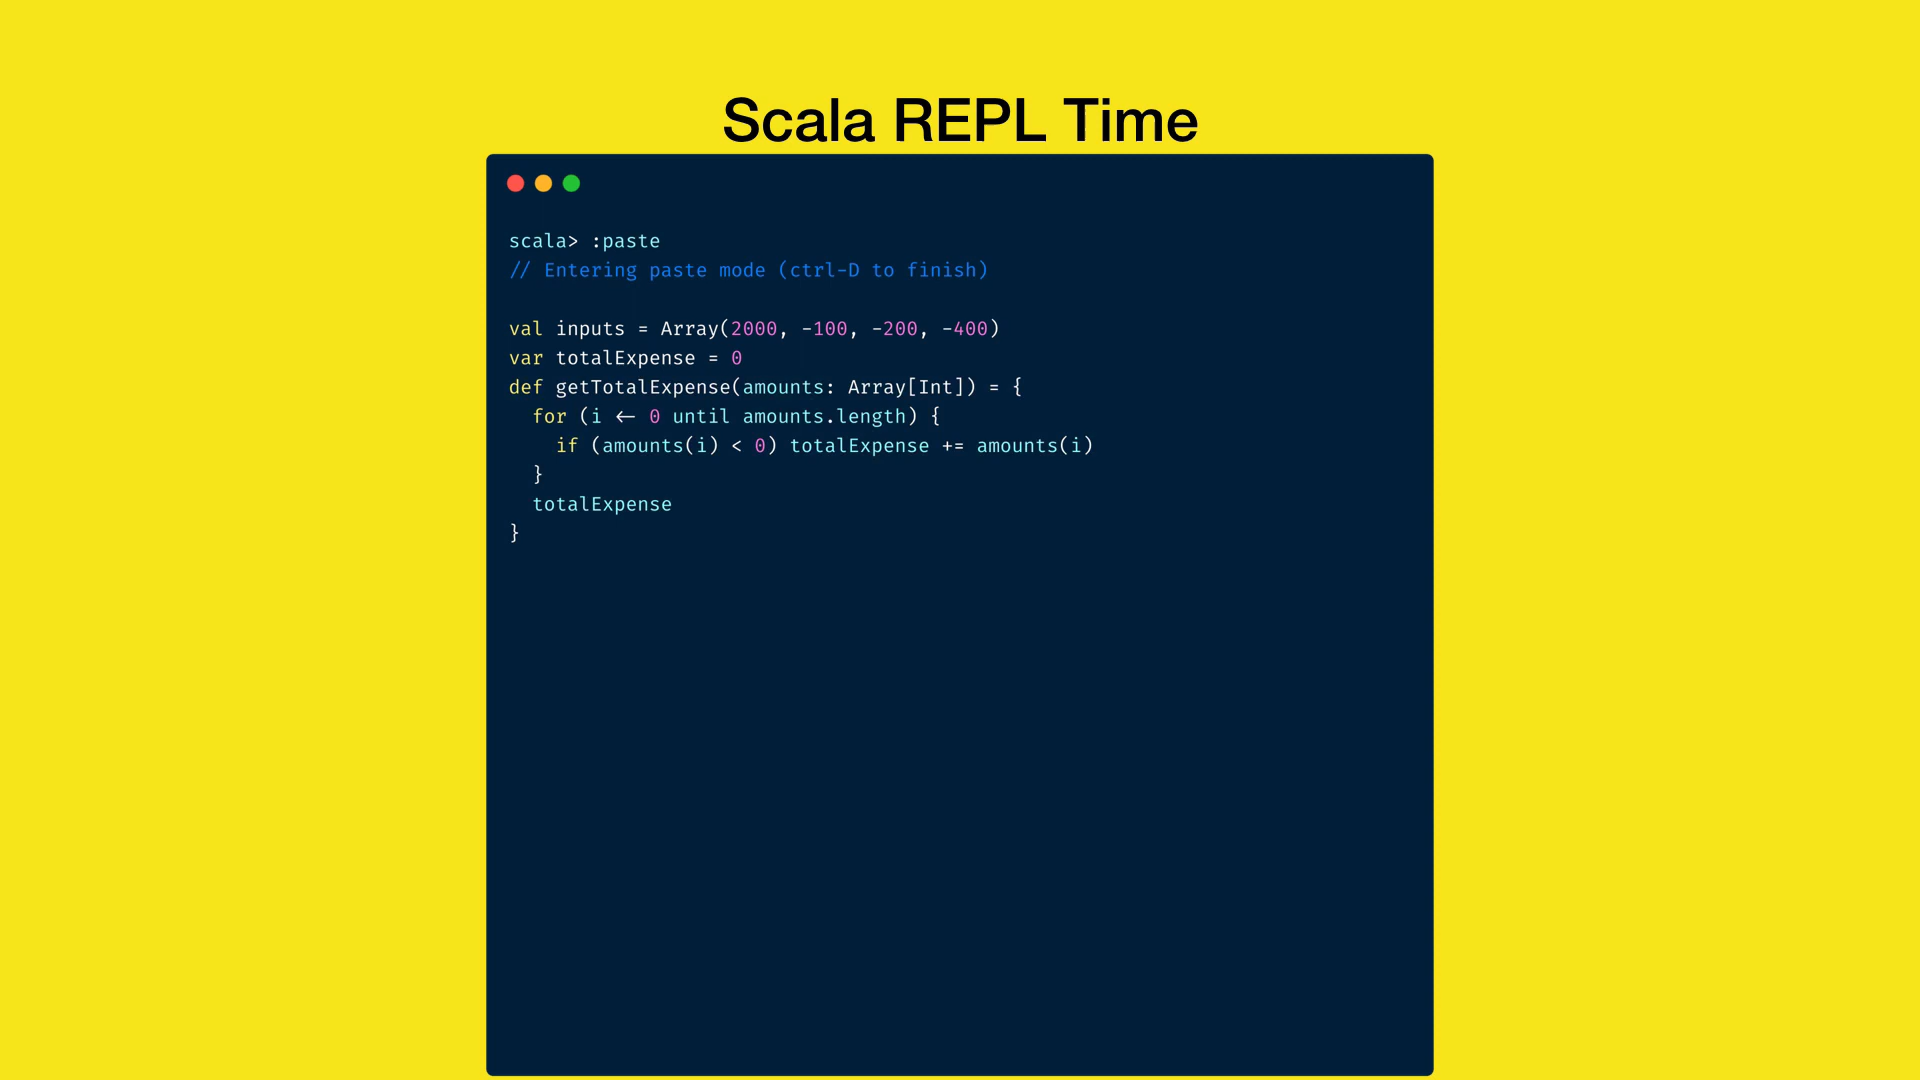 Scala REPL Time
scala> :paste
// Entering paste mode (ctrl-D to finish)
val inputs = Array(2000, -100, -200, -400)
var totalExpense = 0
def getTotalExpense(amounts: Array[Int]) = {
  for (i <- 0 until amounts.length) {
    if (amounts(i) < 0) totalExpense += amounts(i)
  }
  totalExpense
}